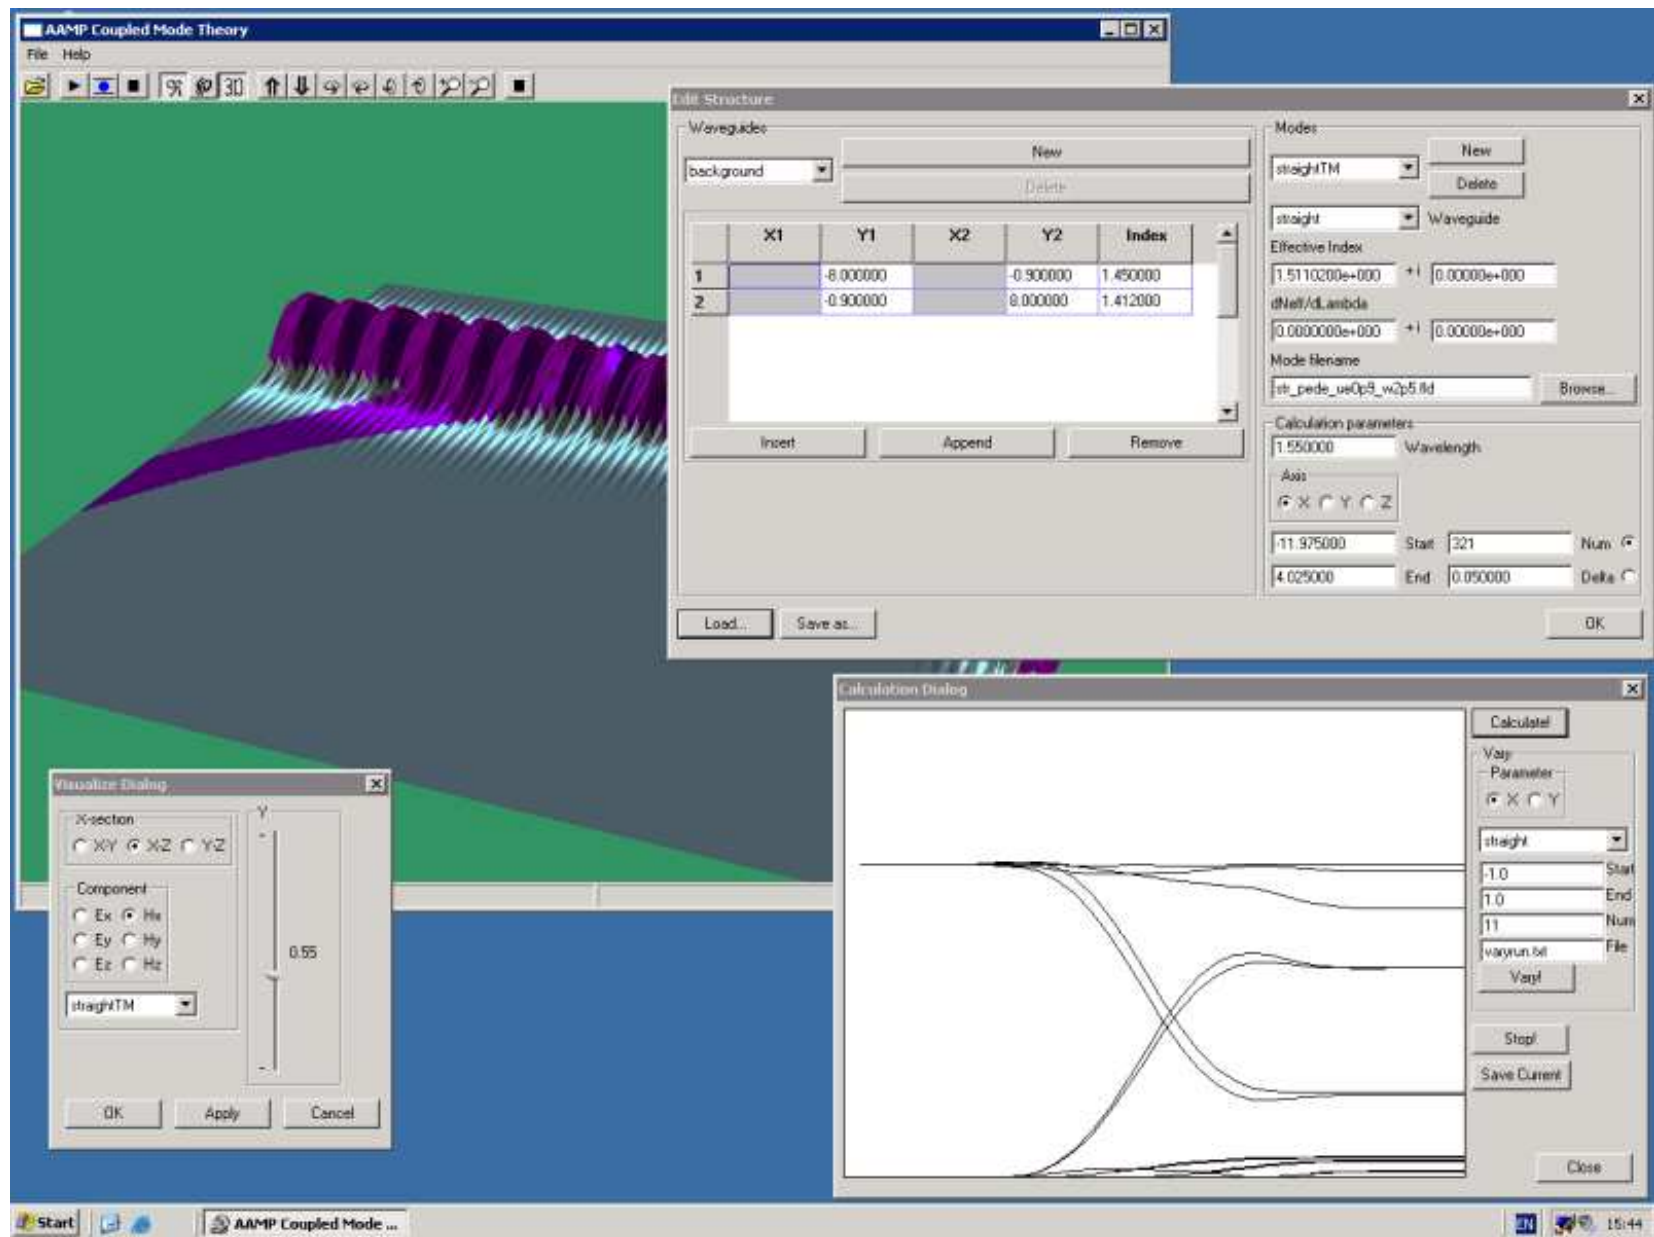 AAMP Coupled Mode Theory
File Help
3D
Edit Structure
Waveguides
background
New
Delete
X1 Y1 X2 Y2 Index
1 -8.000000 -0.900000 1.450000
2 -0.900000 8.000000 1.412000
Insert Append Remove
Load... Save as...
Modes
straightTM
New
Delete
straight Waveguide
Effective Index
1.5110200e+000 +i 0.00000e+000
dNeff/dLambda
0.0000000e+000 +i 0.00000e+000
Mode filename
str_pede_ue0p9_w2p5.fld Browse...
Calculation parameters
1.550000 Wavelength
Axis
X Y Z
-11.975000 Start 321 Num
4.025000 End 0.050000 Delta
OK
Calculation Dialog
Calculate!
Vary
Parameter
X Y
straight
-1.0 Start
1.0 End
11 Num
varyrun.txt File
Vary!
Stop!
Save Current
Close
Visualize Dialog
X-section
X-Y X-Z Y-Z
Component
Ex Hx
Ey Hy
Ez Hz
straightTM
Y
0.55
OK Apply Cancel
Start AAMP Coupled Mode ... EN 15:44